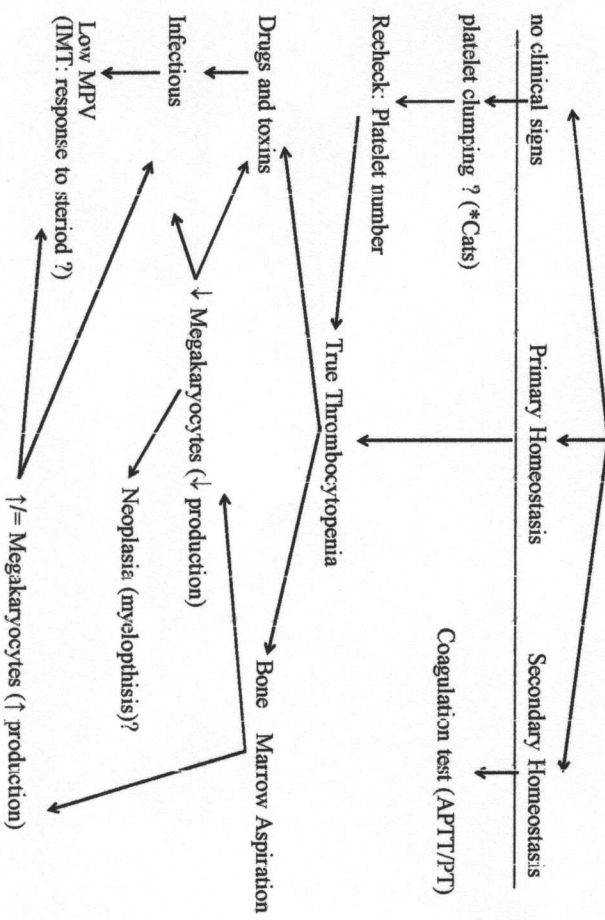 no clinical signs
Primary Homeostasis
Secondary Homeostasis
platelet clumping ? (*Cats)
Coagulation test (APTT/PT)
Recheck: Platelet number
True Thrombocytopenia
Bone Marrow Aspiration
Drugs and toxins
↓ Megakaryocytes (↓ production)
Infectious
Neoplasia (myelopthisis)?
Low MPV
(IMT: response to steriod ?)
↑/= Megakaryocytes (↑ production)